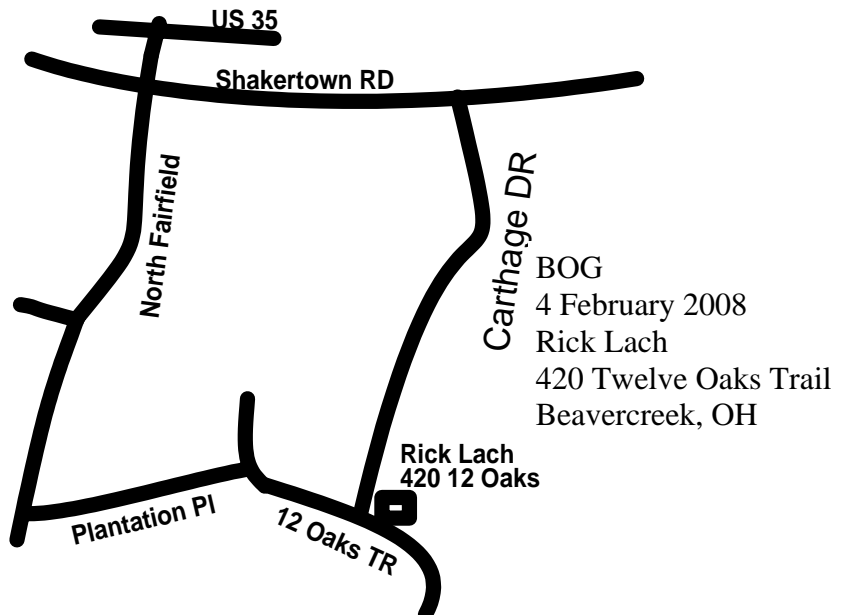 US 35
Shakertown RD
North Fairfield
Carthage DR
BOG
4 February 2008
Rick Lach
420 Twelve Oaks Trail
Beavercreek, OH
Rick Lach
420 12 Oaks
Plantation Pl
12 Oaks TR